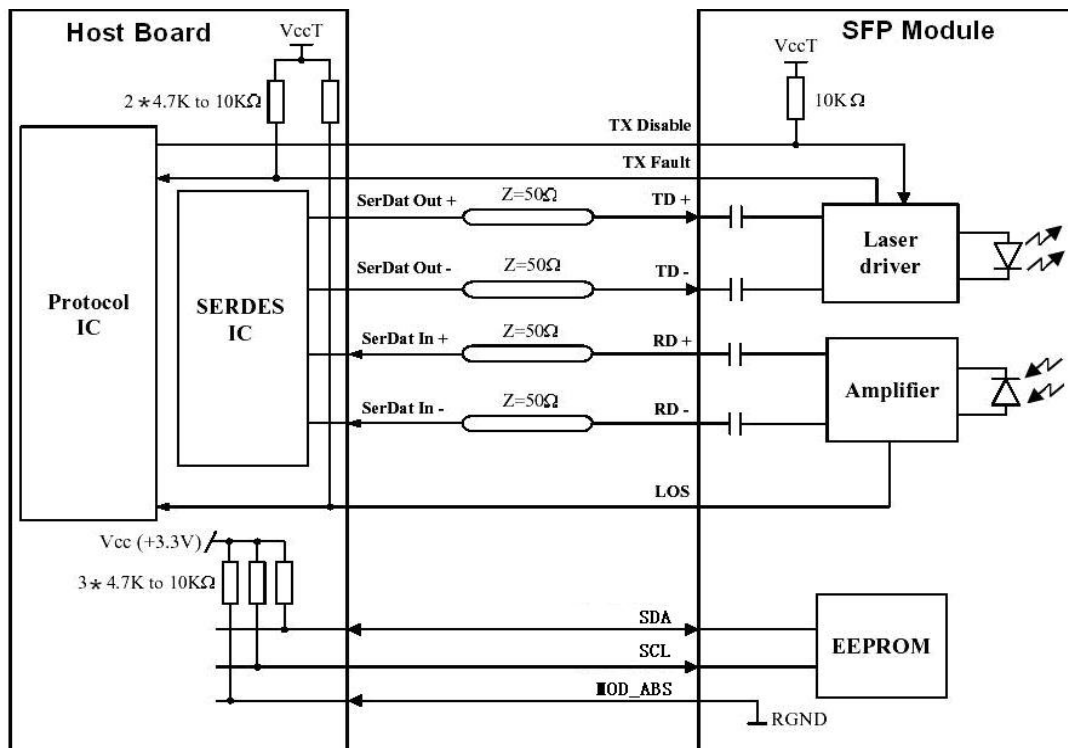 Host Board
SFP Module
VccT
VccT
2*4.7K to 10KΩ
10KΩ
TX Disable
TX Fault
SerDat Out +
Z=50Ω
TD +
Laser
driver
SerDat Out -
Z=50Ω
TD -
Protocol
IC
SERDES
IC
SerDat In +
Z=50Ω
RD +
Amplifier
SerDat In -
Z=50Ω
RD -
LOS
Vcc (+3.3V)
3*4.7K to 10KΩ
SDA
SCL
EEPROM
MOD_ABS
RGND